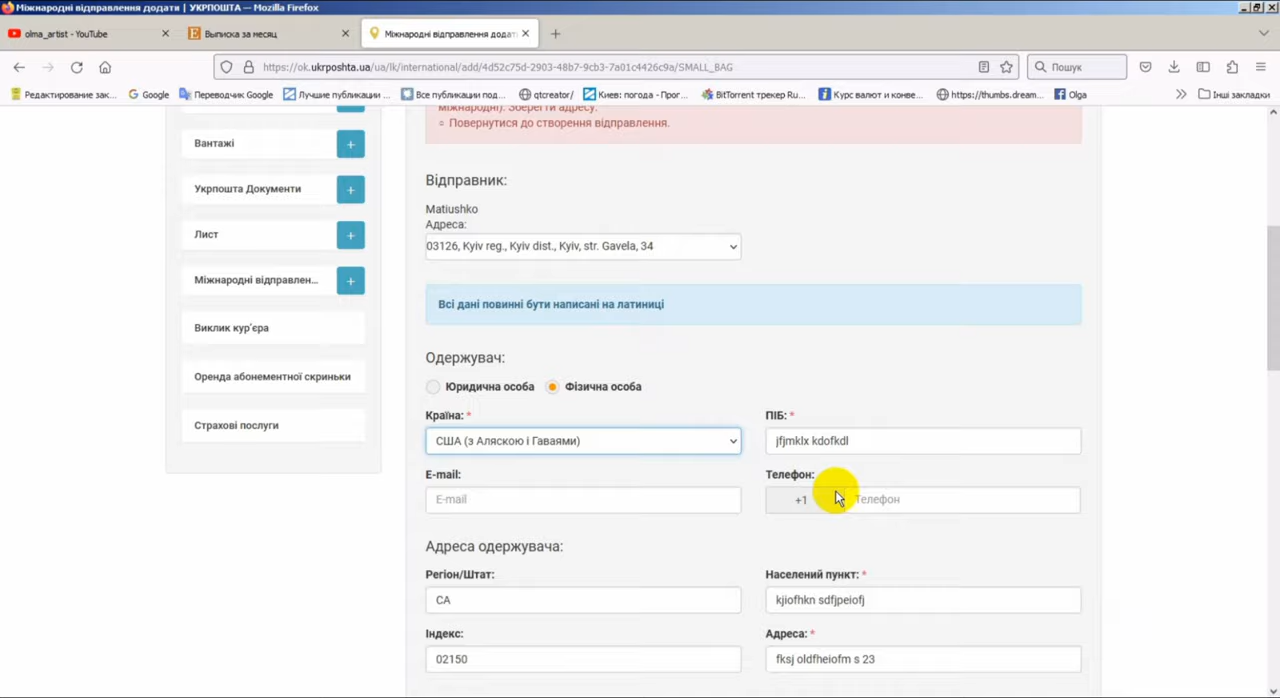 Міжнародні відправлення додати | УКРПОШТА — Mozilla Firefox
olma_artist - YouTube
Выписка за месяц
Міжнародні відправлення додат
https://ok.ukrposhta.ua/ua/lk/international/add/4d52c75d-2903-48b7-9cb3-7a01c4426c9a/SMALL_BAG
Пошук
Редактирование зак...
Google
Переводчик Google
Лучшие публикации ...
Все публикации под...
qtcreator/
Киев: погода - Прог...
BitTorrent трекер Ru...
Курс валют и конве...
https://thumbs.dream...
Olga
Інші закладки
міжнародні). Зберегти адресу.
Повернутися до створення відправлення.
Вантажі
Укрпошта Документи
Лист
Міжнародні відправлен...
Виклик кур'єра
Оренда абонементної скриньки
Страхові послуги
Відправник:
Matiushko
Адреса:
03126, Kyiv reg., Kyiv dist., Kyiv, str. Gavela, 34
Всі дані повинні бути написані на латиниці
Одержувач:
Юридична особа
Фізична особа
Країна: *
ПІБ: *
США (з Аляскою і Гаваями)
jfjmklx kdofkdl
E-mail:
Телефон:
E-mail
+1
Телефон
Адреса одержувача:
Регіон/Штат:
Населений пункт: *
CA
kjiofhkn sdfjpeiofj
Індекс:
Адреса: *
02150
fksj oldfheiofm s 23